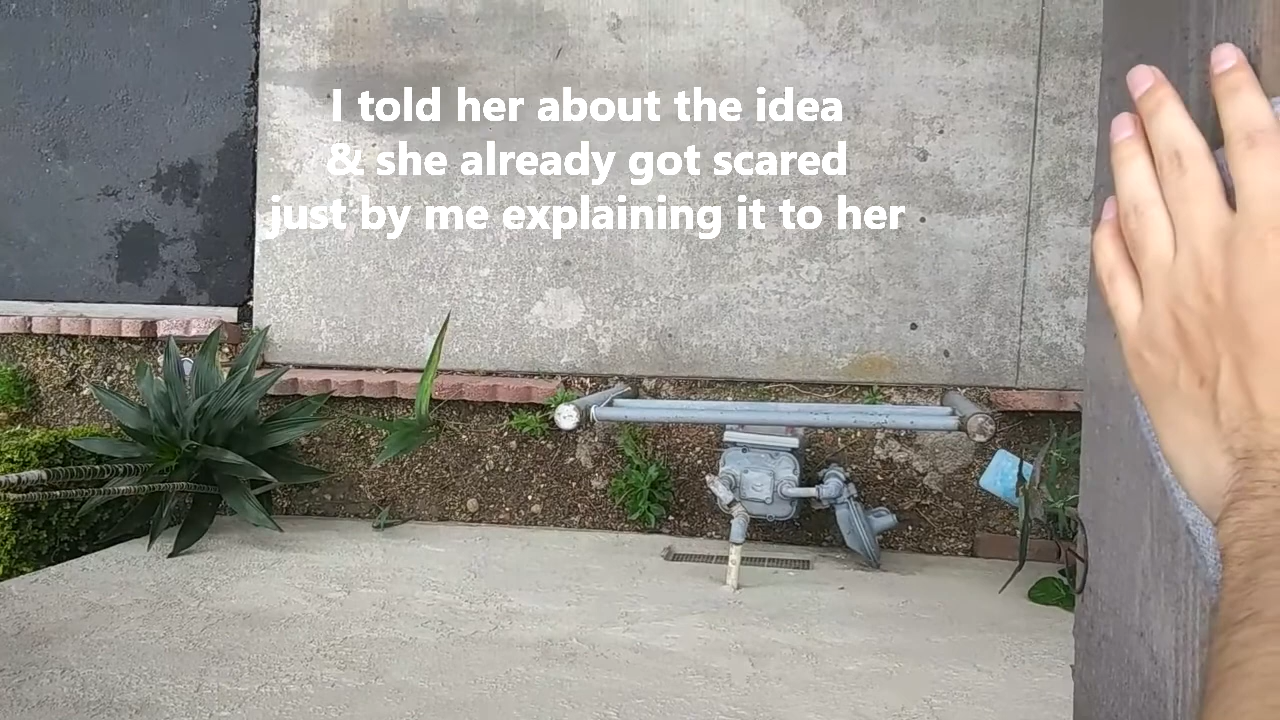 I told her about the idea
& she already got scared
just by me explaining it to her